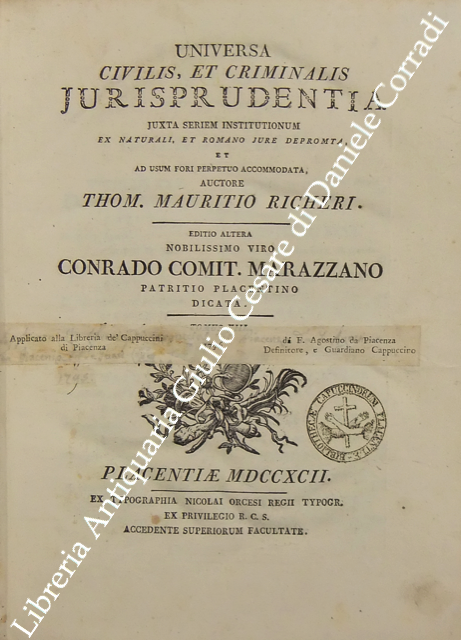 UNIVERSA
CIVILIS, ET CRIMINALIS
JURISPRUDENTIA
JUXTA SERIEM INSTITUTIONUM
EX NATURALI, ET ROMANO JURE DEPROMTA,
ET
AD USUM FORI PERPETUO ACCOMMODATA,
AUCTORE
THOM. MAURITIO RICHERI.
EDITIO ALTERA
NOBILISSIMO VIRO
CONRADO COMIT. MARAZZANO
PATRITIO PLACENTINO
DICATA.
Applicato alla Libreria de' Cappuccini
di Piacenza
da F. Agostino da Piacenza
Definitore, e Guardiano Cappuccino
BIBLIOTHECÆ CAPUCCINORUM PLACENTIÆ
PLACENTIÆ MDCCXCII.
EX TYPOGRAPHIA NICOLAI ORCESI REGII TYPOGR.
EX PRIVILEGIO R. C. S.
ACCEDENTE SUPERIORUM FACULTATE.
Libreria Antiquaria Giulio Cesare di Daniele Corradi